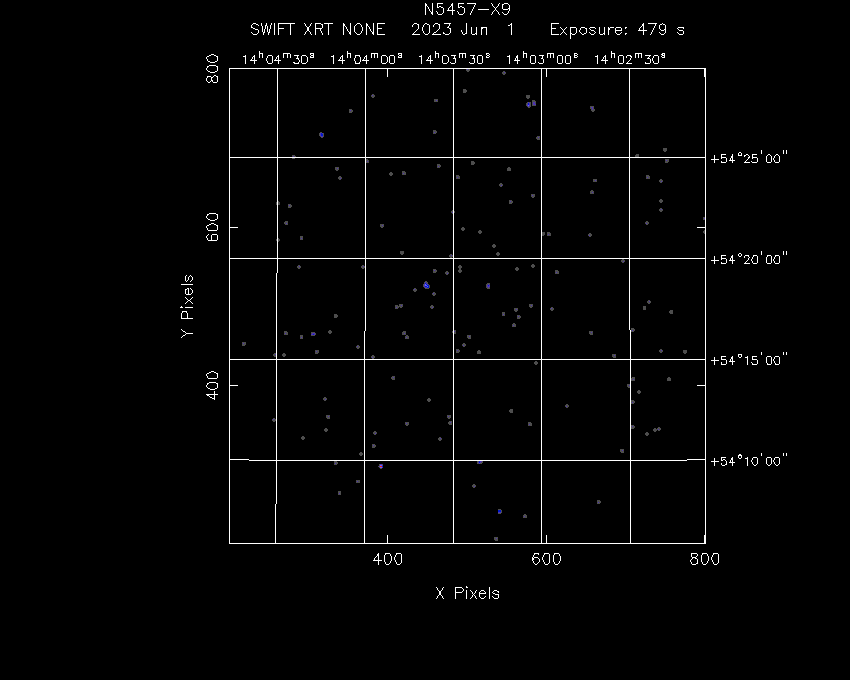 N5457-X9
SWIFT XRT NONE 2023 Jun 1 Exposure: 479 s
14h04m30s 14h04m00s 14h03m30s 14h03m00s 14h02m30s
800
+54°25'00"
600
+54°20'00"
Y Pixels
+54°15'00"
400
+54°10'00"
400 600 800
X Pixels